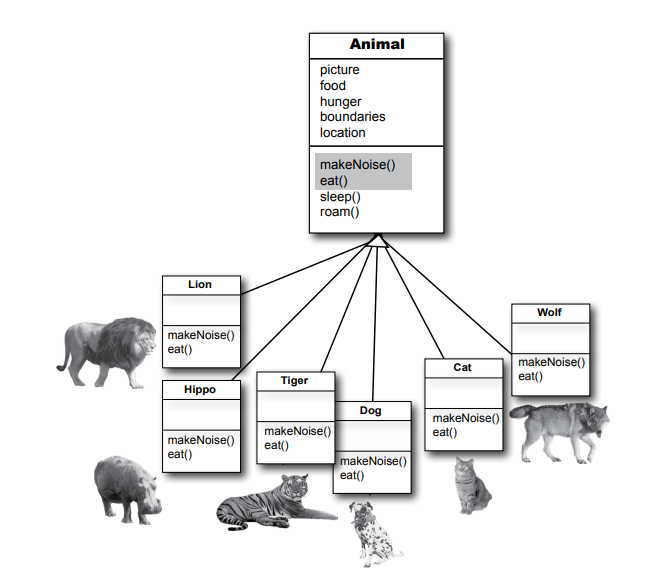 Animal
picture
food
hunger
boundaries
location
makeNoise()
eat()
sleep()
roam()
Lion
makeNoise()
eat()
Hippo
makeNoise()
eat()
Tiger
makeNoise()
eat()
Dog
makeNoise()
eat()
Cat
makeNoise()
eat()
Wolf
makeNoise()
eat()